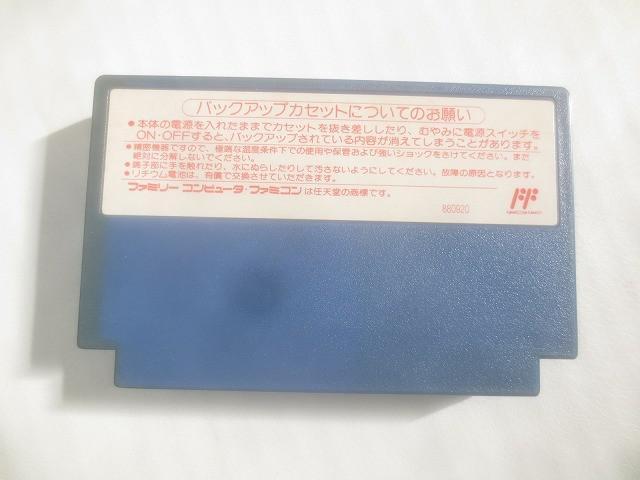 バックアップカセットについてのお願い
●本体の電源を入れたままでカセットを抜き差ししたり、むやみに電源スイッチを
ON・OFFすると、バックアップされている内容が消えてしまうことがあります。
●精密機器ですので、極端な温度条件下での使用や保管および強いショックをさけてください。また
絶対に分解しないでください。
●端子部に手を触れたり、水にぬらしたりして汚さないようにしてください。故障の原因となります。
●リチウム電池は、有償で交換させていただきます。
ファミリーコンピュータ・ファミコンは任天堂の商標です。
880920